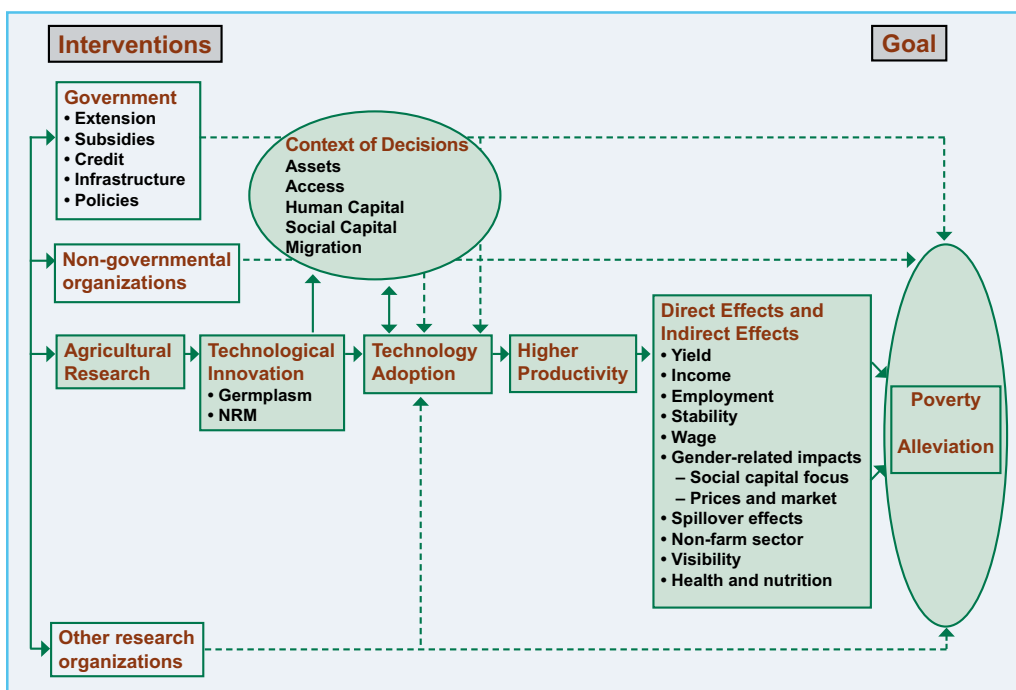 Interventions
Goal
Government
• Extension
• Subsidies
• Credit
• Infrastructure
• Policies
Context of Decisions
Assets
Access
Human Capital
Social Capital
Migration
Non-governmental
organizations
Agricultural
Research
Technological
Innovation
• Germplasm
• NRM
Technology
Adoption
Higher
Productivity
Direct Effects and
Indirect Effects
• Yield
• Income
• Employment
• Stability
• Wage
• Gender-related impacts
– Social capital focus
– Prices and market
• Spillover effects
• Non-farm sector
• Visibility
• Health and nutrition
Poverty
Alleviation
Other research
organizations